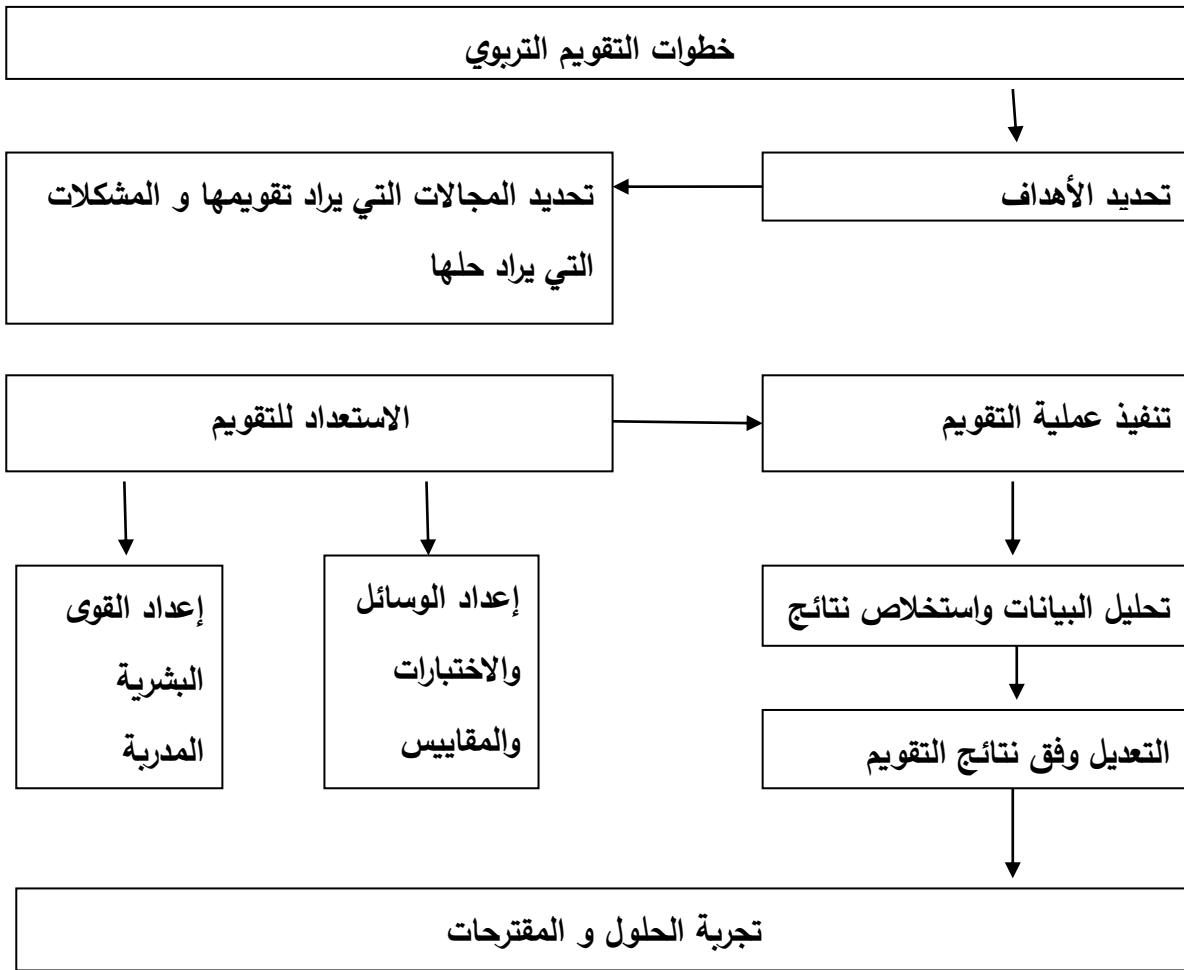 خطوات التقويم التربوي
تحديد الأهداف
تحديد المجالات التي يراد تقويمها و المشكلات
التي يراد حلها
الاستعداد للتقويم
تنفيذ عملية التقويم
إعداد الوسائل
والاختبارات
والمقاييس
إعداد القوى
البشرية
المدربة
تحليل البيانات واستخلاص نتائج
التعديل وفق نتائج التقويم
تجربة الحلول و المقترحات